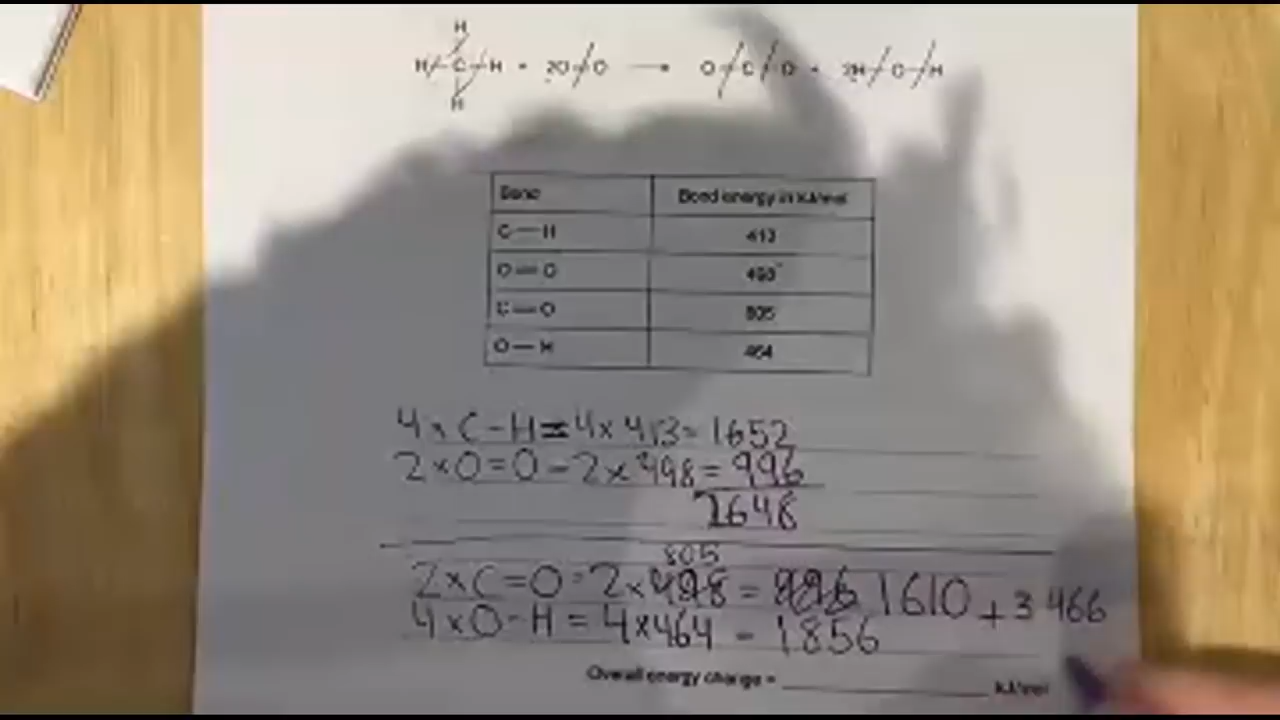 H
H C H + 2O O → O C O + 2H O H
H
Bond Bond energy in kJ/mol
C — H 413
O = O 498
C = O 805
O — H 464
4 × C - H = 4 × 413 = 1652
2 × O = O - 2 × 498 = 996
2648
805
2 × C = O = 2 × 498 = 996 1610 + 3466
4 × O - H = 4 × 464 = 1856
Overall energy change = kJ/mol